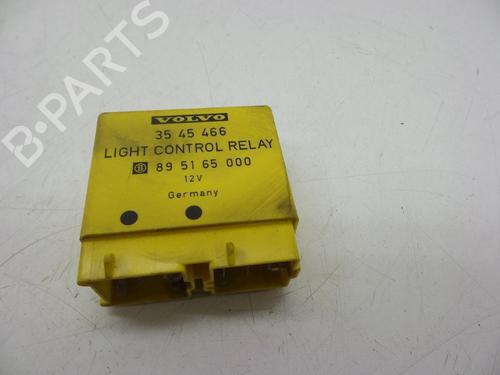 VOLVO
35 45 466
LIGHT CONTROL RELAY
89 51 65 000
12V
Germany
B-PARTS